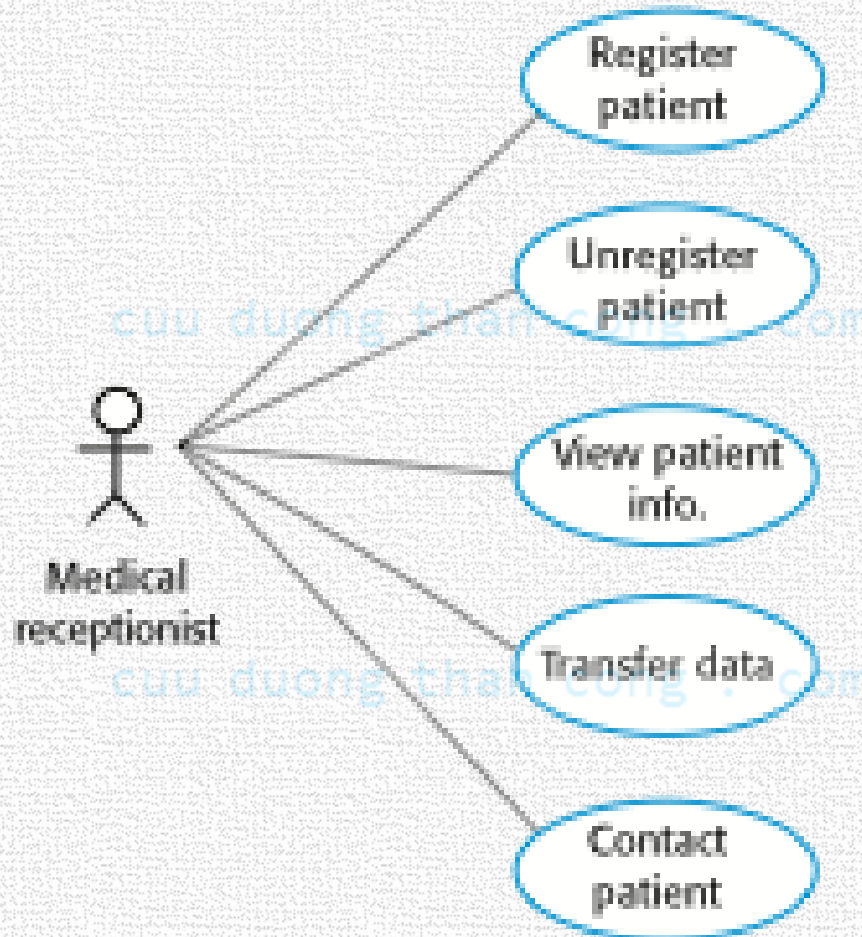 Register
patient
Unregister
patient
cuu duong than cong . com
View patient
info.
Medical
receptionist
Transfer data
cuu duong than cong . com
Contact
patient